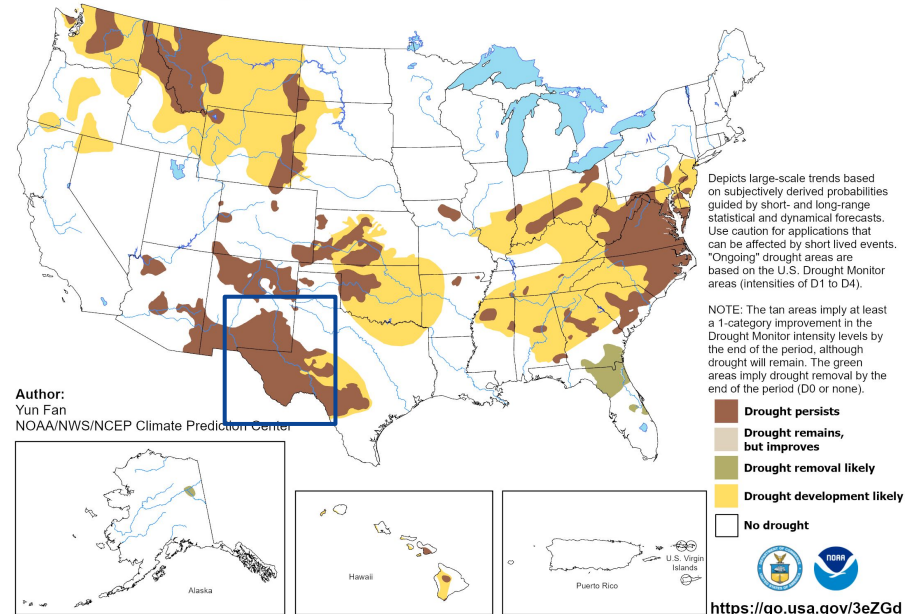 Depicts large-scale trends based
on subjectively derived probabilities
guided by short- and long-range
statistical and dynamical forecasts.
Use caution for applications that
can be affected by short lived events.
"Ongoing" drought areas are
based on the U.S. Drought Monitor
areas (intensities of D1 to D4).
NOTE: The tan areas imply at least
a 1-category improvement in the
Drought Monitor intensity levels by
the end of the period, although
drought will remain. The green
areas imply drought removal by the
end of the period (D0 or none).
Author:
Yun Fan
NOAA/NWS/NCEP Climate Prediction Center
Drought persists
Drought remains,
but improves
Drought removal likely
Drought development likely
No drought
Alaska
Hawaii
Puerto Rico
U.S. Virgin
Islands
NOAA
https://go.usa.gov/3eZGd